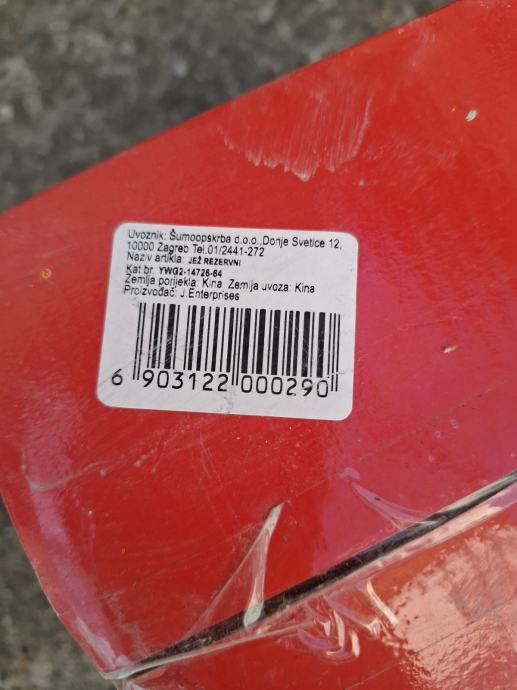 Uvoznik: Šumoopskrba d.o.o.,Donje Svetice 12,
10000 Zagreb Tel.01/2441-272
Naziv artikla: JEŽ REZERVNI
Kat.br. YWG2-14726-64
Zemlja porijekla: Kina Zemlja uvoza: Kina
Proizvođač: J.Enterprises
6 903122 000290